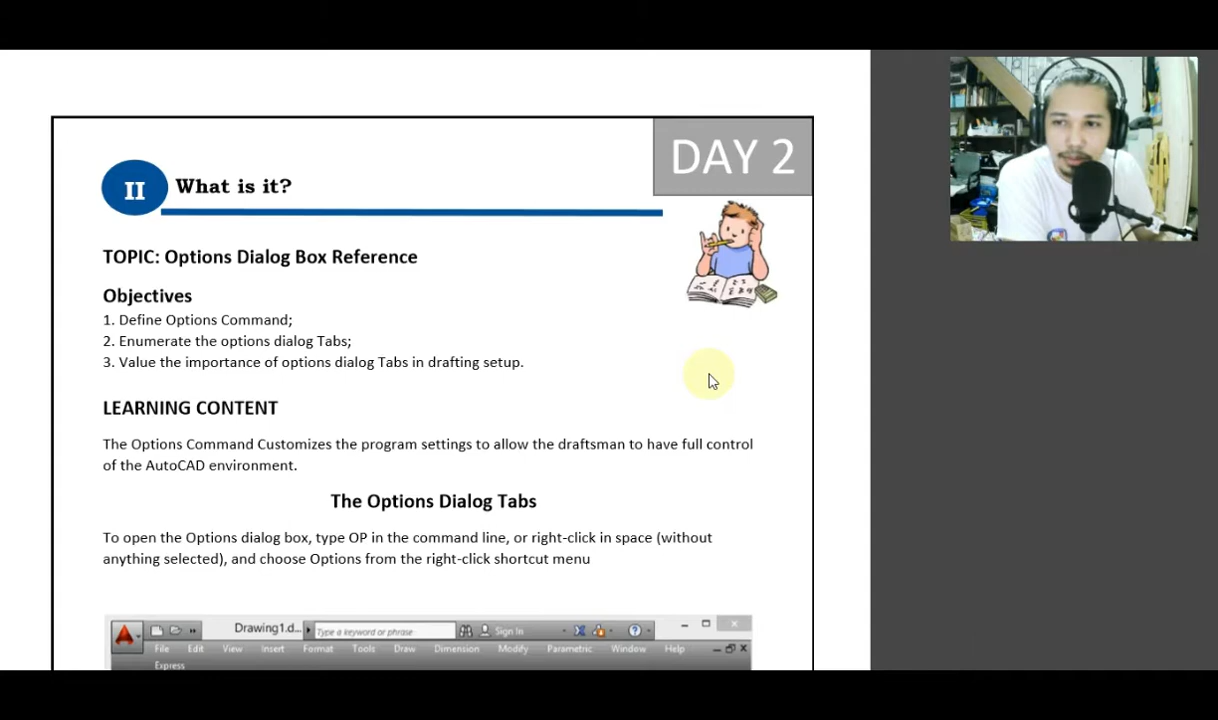 DAY 2
II What is it?
TOPIC: Options Dialog Box Reference
Objectives
1. Define Options Command;
2. Enumerate the options dialog Tabs;
3. Value the importance of options dialog Tabs in drafting setup.
LEARNING CONTENT
The Options Command Customizes the program settings to allow the draftsman to have full control
of the AutoCAD environment.
The Options Dialog Tabs
To open the Options dialog box, type OP in the command line, or right-click in space (without
anything selected), and choose Options from the right-click shortcut menu
Drawing1.d... Type a keyword or phrase Sign In
File Edit View Insert Format Tools Draw Dimension Modify Parametric Window Help
Express